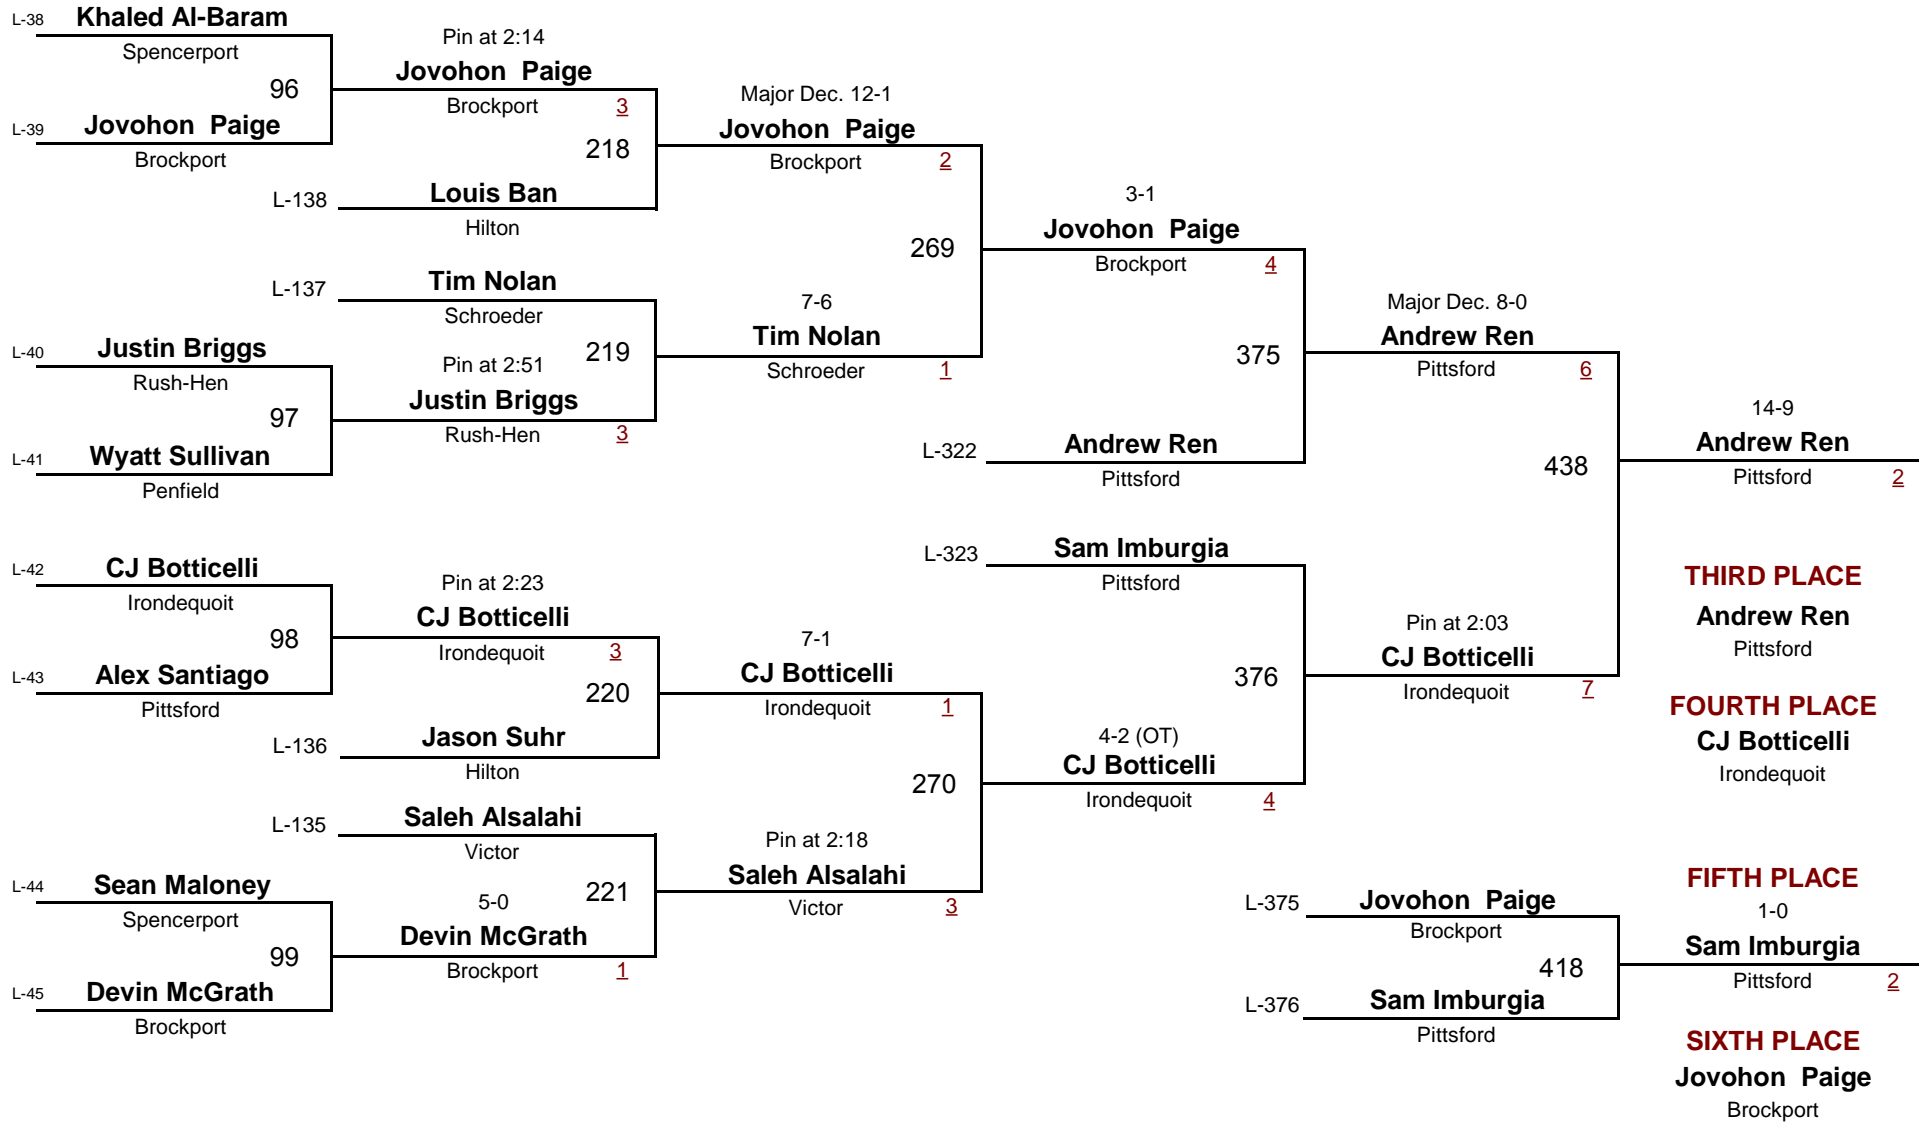 L-38 Khaled Al-Baram
Spencerport
96
L-39 Jovohon Paige
Brockport
Pin at 2:14
Jovohon Paige
Brockport 3
218
L-138 Louis Ban
Hilton
Major Dec. 12-1
Jovohon Paige
Brockport 2
L-137 Tim Nolan
Schroeder
219
L-40 Justin Briggs
Rush-Hen
97
L-41 Wyatt Sullivan
Penfield
Pin at 2:51
Justin Briggs
Rush-Hen 3
7-6
Tim Nolan
Schroeder 1
269
3-1
Jovohon Paige
Brockport 4
375
L-322 Andrew Ren
Pittsford
Major Dec. 8-0
Andrew Ren
Pittsford 6
438
14-9
Andrew Ren
Pittsford 2
L-42 CJ Botticelli
Irondequoit
98
L-43 Alex Santiago
Pittsford
Pin at 2:23
CJ Botticelli
Irondequoit 3
220
L-136 Jason Suhr
Hilton
7-1
CJ Botticelli
Irondequoit 1
L-135 Saleh Alsalahi
Victor
221
L-44 Sean Maloney
Spencerport
99
L-45 Devin McGrath
Brockport
5-0
Devin McGrath
Brockport 1
Pin at 2:18
Saleh Alsalahi
Victor 3
270
L-323 Sam Imburgia
Pittsford
376
4-2 (OT)
CJ Botticelli
Irondequoit 4
Pin at 2:03
CJ Botticelli
Irondequoit 7
THIRD PLACE
Andrew Ren
Pittsford
FOURTH PLACE
CJ Botticelli
Irondequoit
L-375 Jovohon Paige
Brockport
418
L-376 Sam Imburgia
Pittsford
FIFTH PLACE
1-0
Sam Imburgia
Pittsford 2
SIXTH PLACE
Jovohon Paige
Brockport